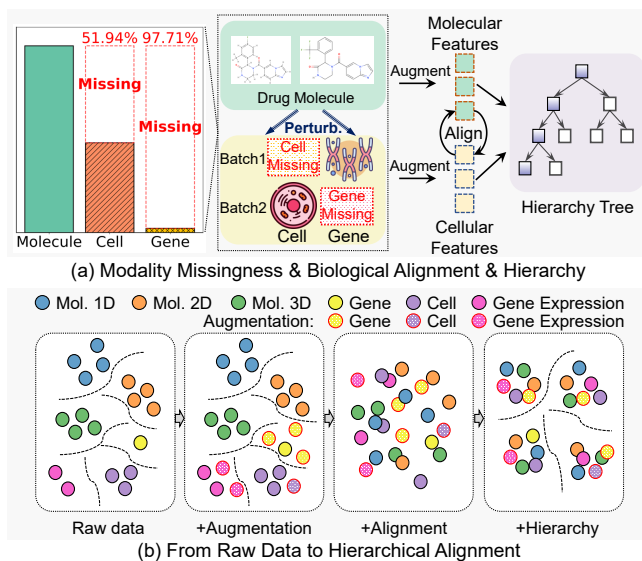 51.94% 97.71%
Missing
Missing
Molecule Cell Gene
Drug Molecule
Perturb.
Batch1
Cell
Missing
Batch2
Gene
Missing
Cell Gene
Augment
Augment
Molecular
Features
Align
Cellular
Features
Hierarchy Tree
(a) Modality Missingness & Biological Alignment & Hierarchy
Mol. 1D Mol. 2D Mol. 3D Gene Cell Gene Expression
Augmentation: Gene Cell Gene Expression
Raw data +Augmentation +Alignment +Hierarchy
(b) From Raw Data to Hierarchical Alignment